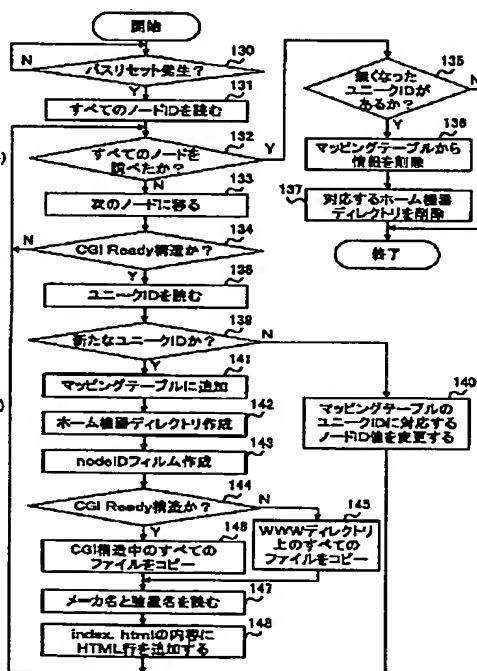 開始
130
バスリセット発生？
N
Y
131
すべてのノードIDを読む
132
すべてのノードを
調べたか？
Y
N
133
次のノードに移る
134
CGI Ready構造か？
N
Y
138
ユニークIDを読む
139
新たなユニークIDか？
N
Y
141
マッピングテーブルに追加
142
ホーム機器ディレクトリ作成
143
nodeIDフィルム作成
144
CGI Ready構造か？
N
Y
145
WWWディレクトリ
上のすべての
ファイルをコピー
146
CGI構造中のすべての
ファイルをコピー
147
メーカ名と装置名を読む
148
index. htmlの内容に
HTML行を追加する
140
マッピングテーブルの
ユニークIDに対応する
ノードID値を変更する
135
無くなった
ユニークIDが
あるか？
N
Y
136
マッピングテーブルから
情報を削除
137
対応するホーム機器
ディレクトリを削除
終了